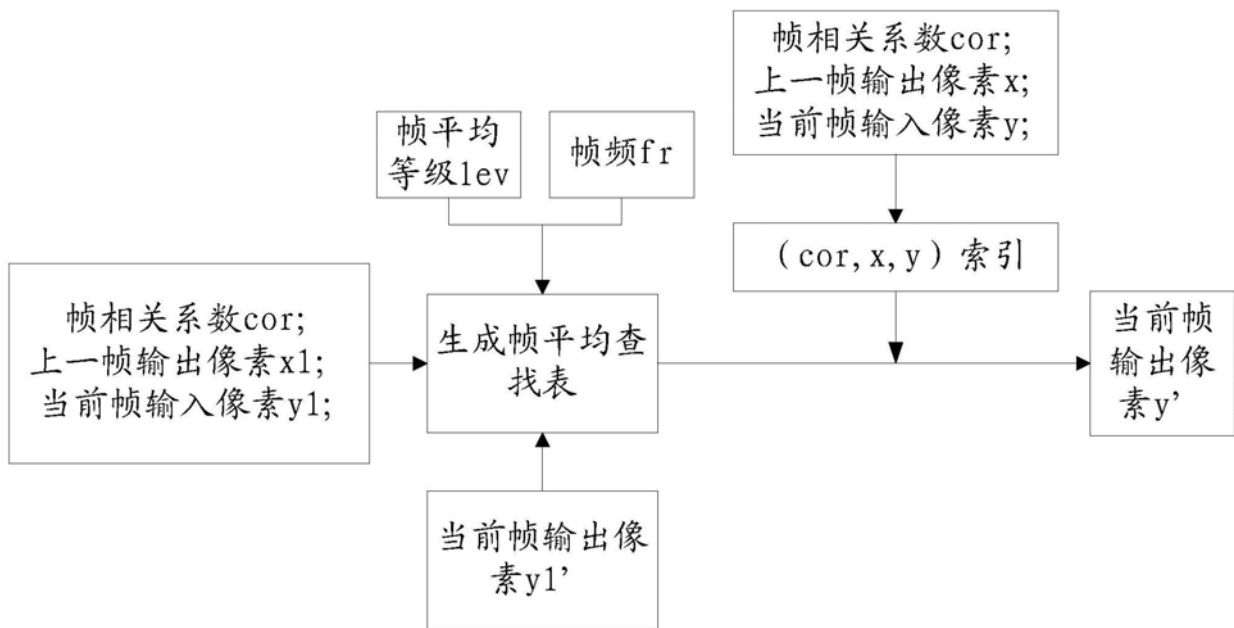 帧相关系数cor;
上一帧输出像素x;
当前帧输入像素y;
帧平均
等级lev
帧频fr
(cor,x,y)索引
帧相关系数cor;
上一帧输出像素x1;
当前帧输入像素y1;
生成帧平均查
找表
当前帧
输出像
素y’
当前帧输出像
素y1’